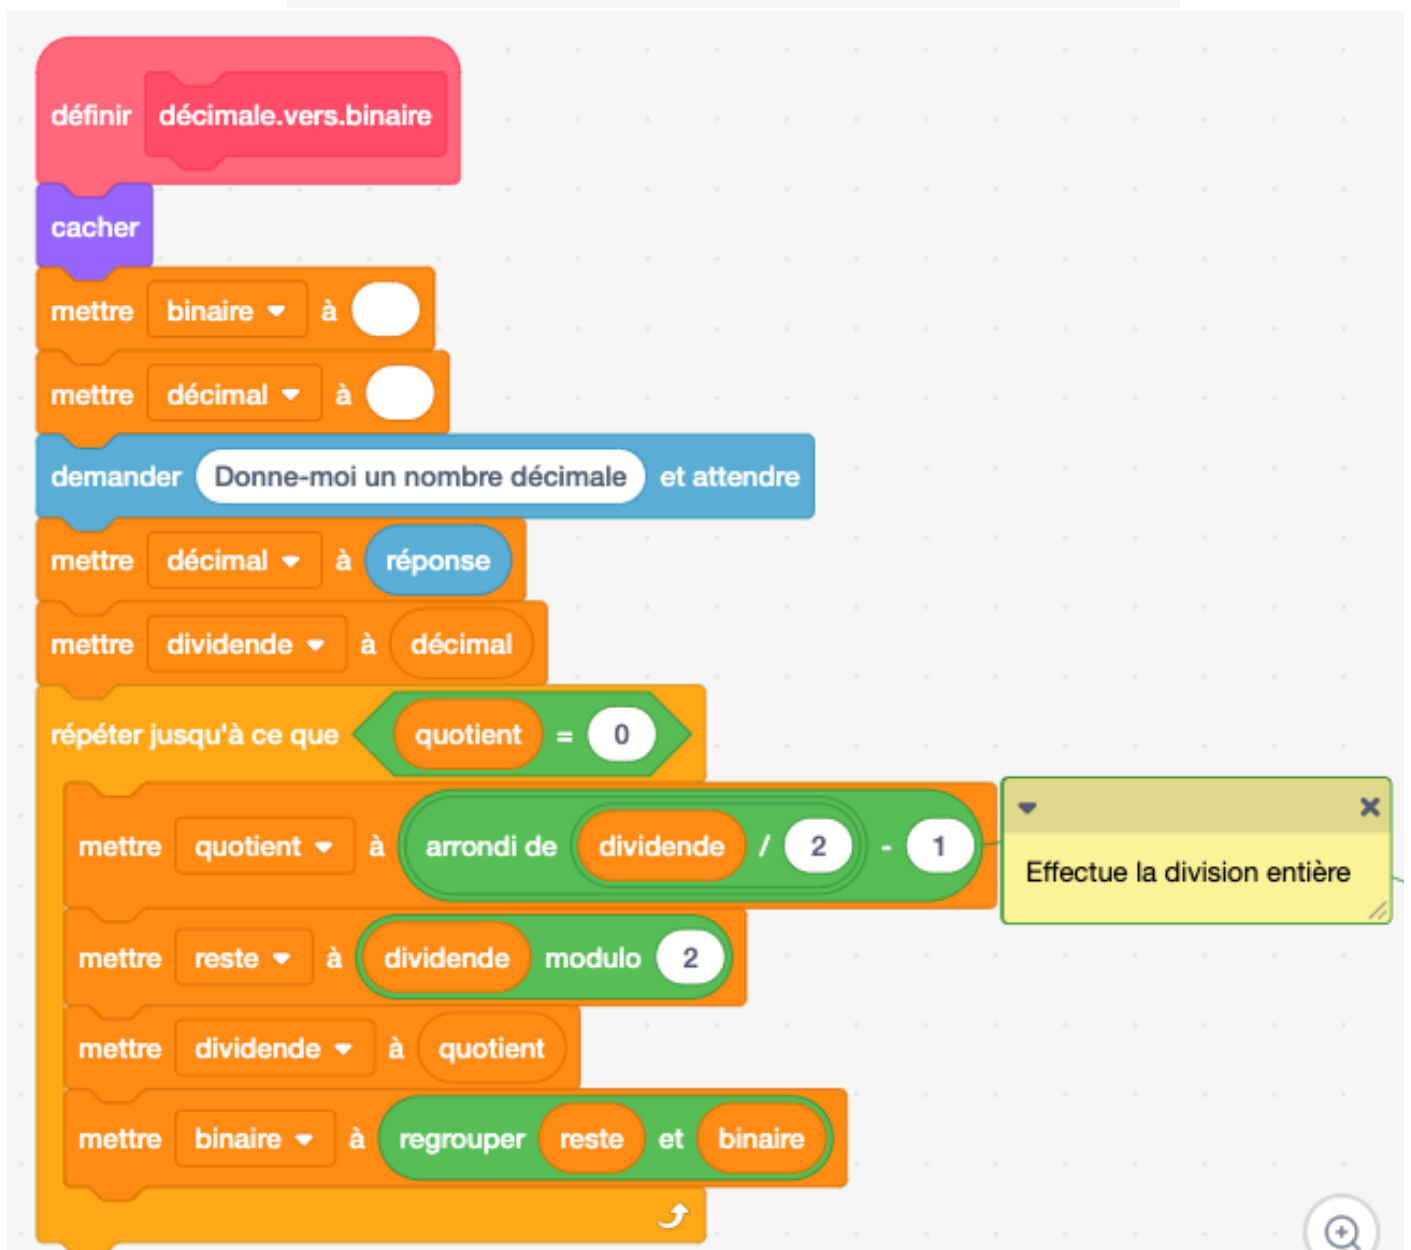 définir décimale.vers.binaire
cacher
mettre binaire à
mettre décimal à
demander Donne-moi un nombre décimale et attendre
mettre décimal à réponse
mettre dividende à décimal
répéter jusqu'à ce que quotient = 0
mettre quotient à arrondi de dividende / 2 - 1
Effectue la division entière
mettre reste à dividende modulo 2
mettre dividende à quotient
mettre binaire à regrouper reste et binaire